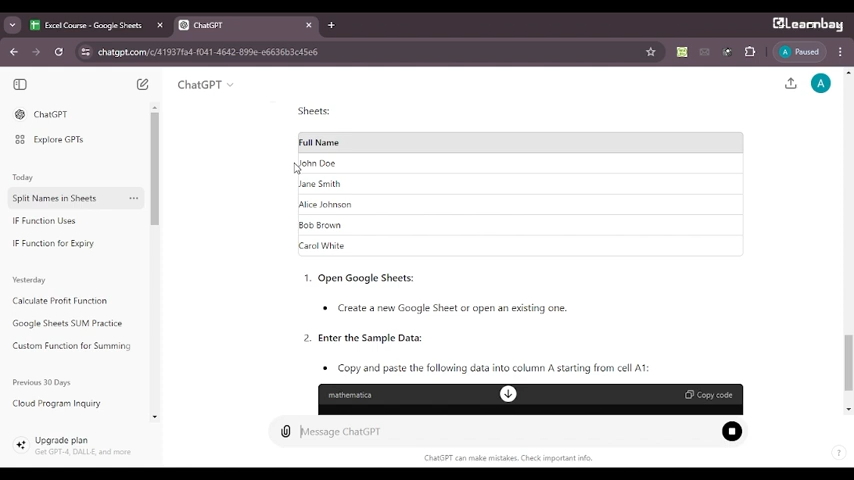 Excel Course - Google Sheets
ChatGPT
Learnbay
chatgpt.com/c/41937fa4-f041-4642-899e-e6636b3c45e6
A
Paused
ChatGPT
A
ChatGPT
Explore GPTs
Today
Split Names in Sheets
IF Function Uses
IF Function for Expiry
Yesterday
Calculate Profit Function
Google Sheets SUM Practice
Custom Function for Summing
Previous 30 Days
Cloud Program Inquiry
Upgrade plan
Get GPT-4, DALL-E, and more
Sheets:
Full Name
John Doe
Jane Smith
Alice Johnson
Bob Brown
Carol White
1. Open Google Sheets:
• Create a new Google Sheet or open an existing one.
2. Enter the Sample Data:
• Copy and paste the following data into column A starting from cell A1:
mathematica
Copy code
Message ChatGPT
ChatGPT can make mistakes. Check important info.
?